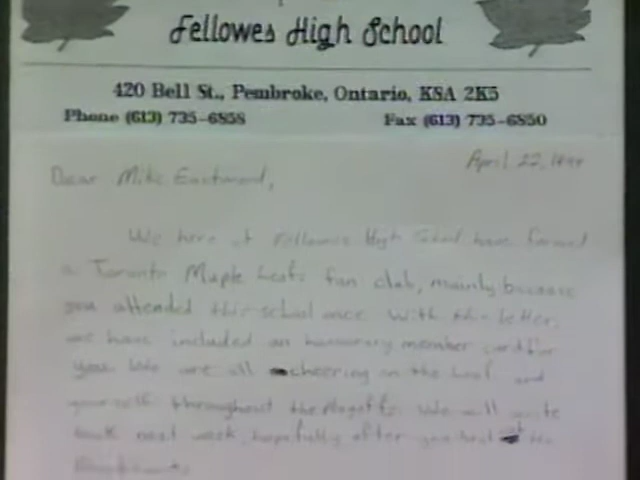 Fellowes High School
420 Bell St., Pembroke, Ontario, K8A 2K5
Phone (613) 735-6858 Fax (613) 735-6850
April 22,
Dear Mike Eastwood,
We here at Fellowes High School have formed
a Toronto Maple Leafs fan club, mainly because
you attended this school once. With this letter,
we have included an honourary member card for
you. We are all cheering on the Leafs and
yourself throughout the Playoffs. We will write
back next week, hopefully after you beat the